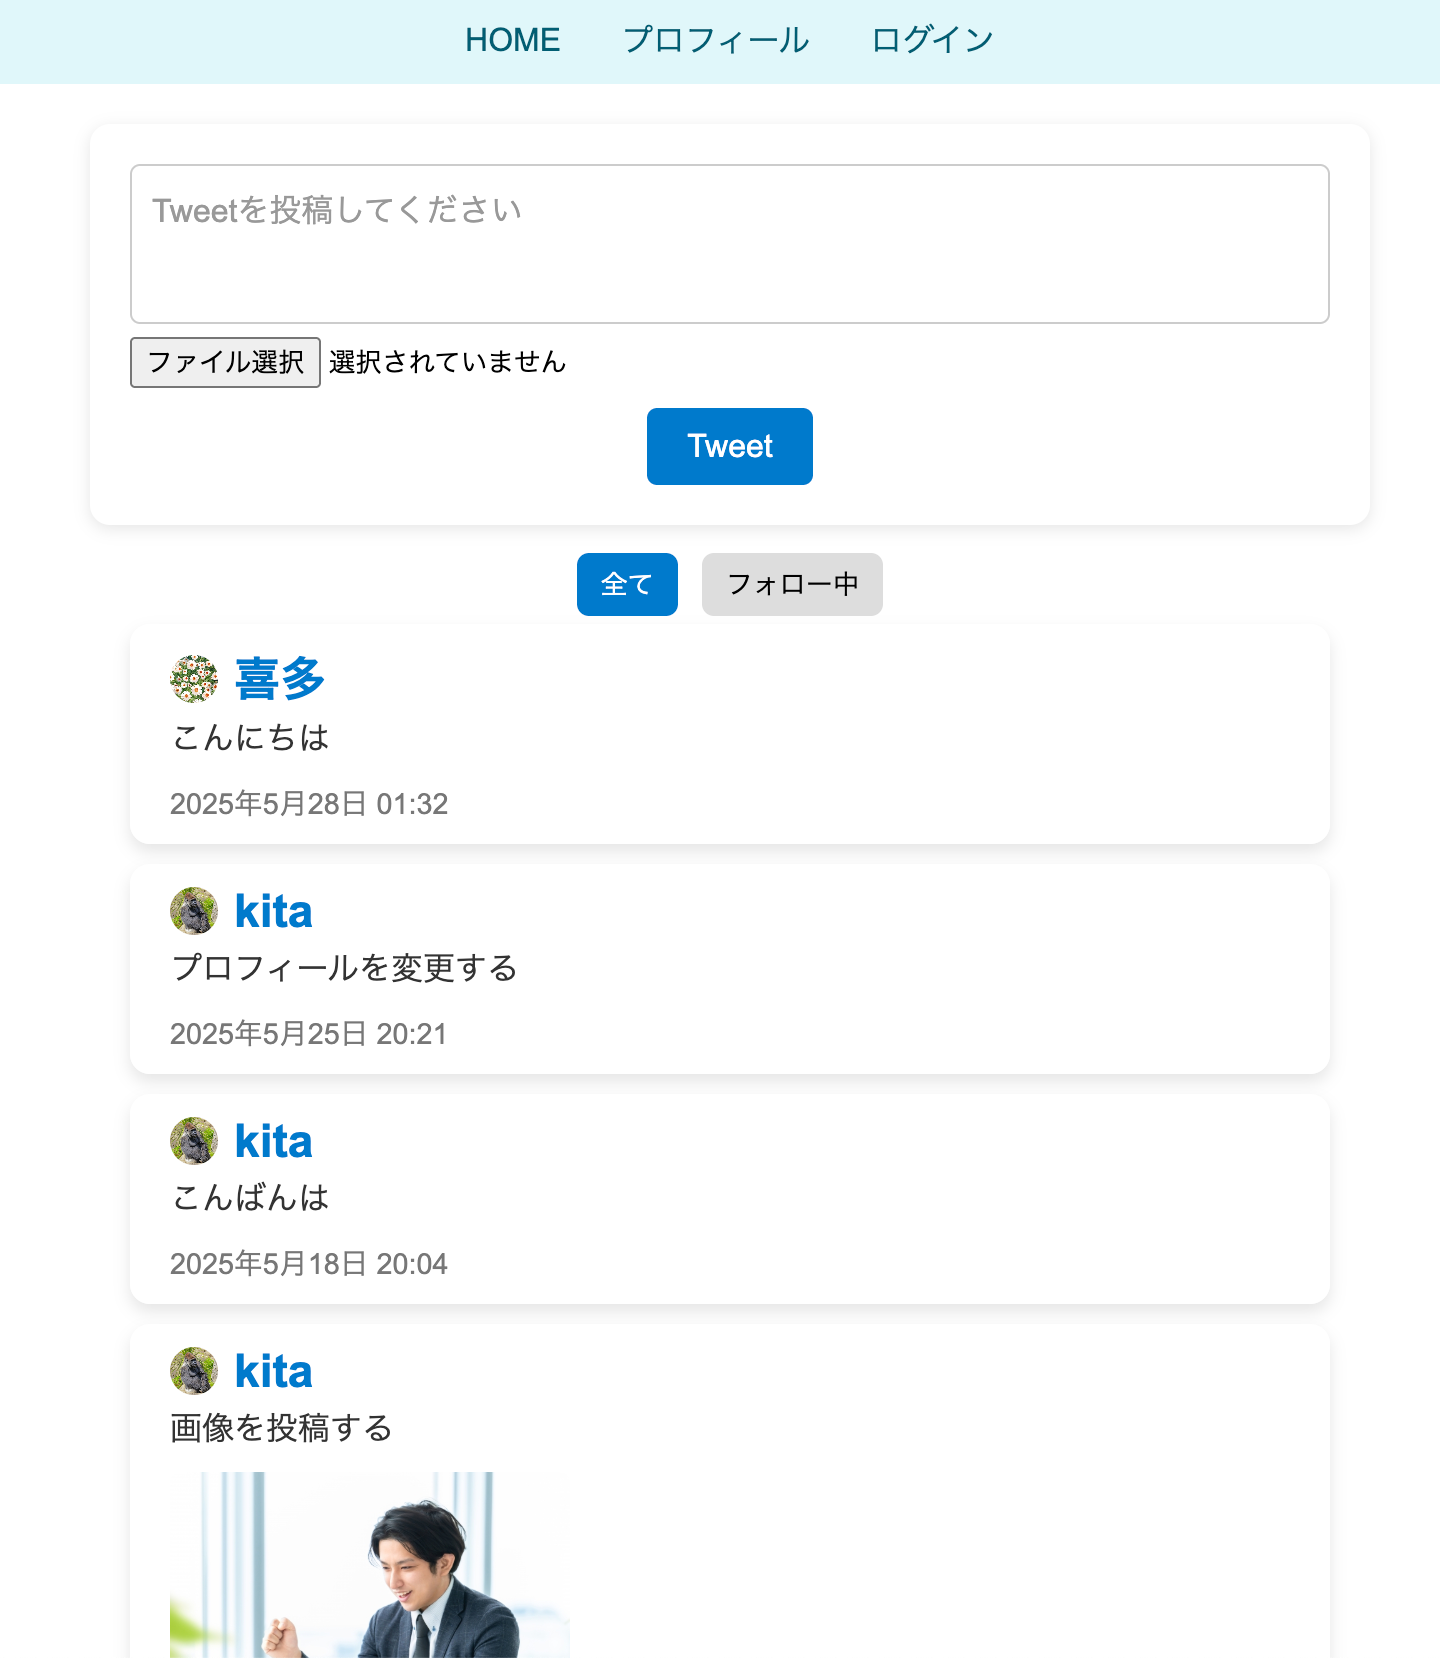 HOME プロフィール ログイン
Tweetを投稿してください
ファイル選択 選択されていません
Tweet
全て フォロー中
喜多
こんにちは
2025年5月28日 01:32
kita
プロフィールを変更する
2025年5月25日 20:21
kita
こんばんは
2025年5月18日 20:04
kita
画像を投稿する